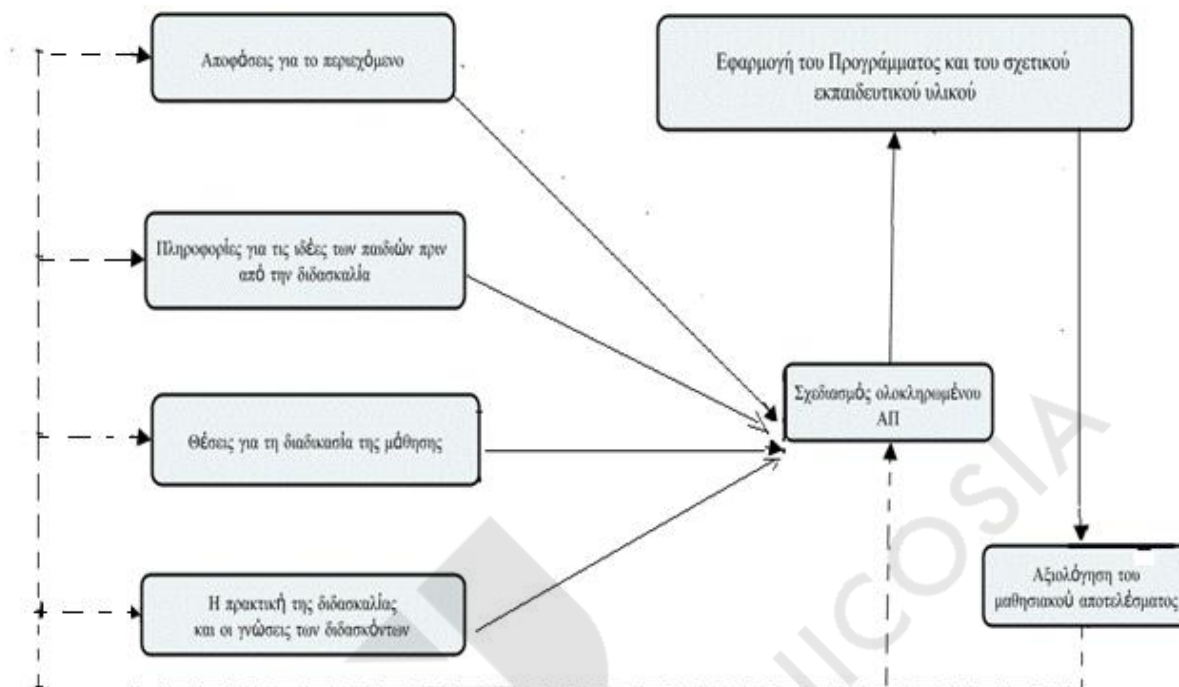 Αποφάσεις για το περιεχόμενο
Εφαρμογή του Προγράμματος και του σχετικού
εκπαιδευτικού υλικού
Πληροφορίες για τις ιδέες των παιδιών πριν
από την διδασκαλία
Σχεδιασμός ολοκληρωμένου
ΑΠ
Θέσεις για τη διαδικασία της μάθησης
Η πρακτική της διδασκαλίας
και οι γνώσεις των διδασκόντων
Αξιολόγηση του
μαθησιακού αποτελέσματος
NICOSIA